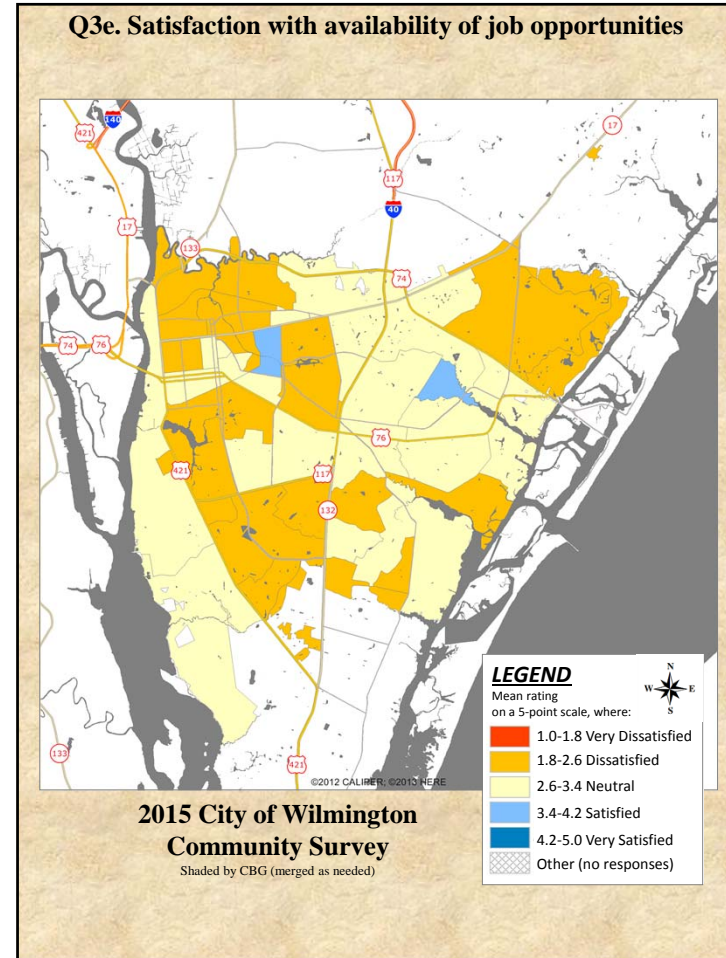 Q3e. Satisfaction with availability of job opportunities
140
421
17
117
17
40
133
74
74
76
76
421
117
132
133
421
©2012 CALIPER; ©2013 HERE
LEGEND
Mean rating
on a 5-point scale, where:
N
W E
S
1.0-1.8 Very Dissatisfied
1.8-2.6 Dissatisfied
2.6-3.4 Neutral
3.4-4.2 Satisfied
4.2-5.0 Very Satisfied
Other (no responses)
2015 City of Wilmington
Community Survey
Shaded by CBG (merged as needed)